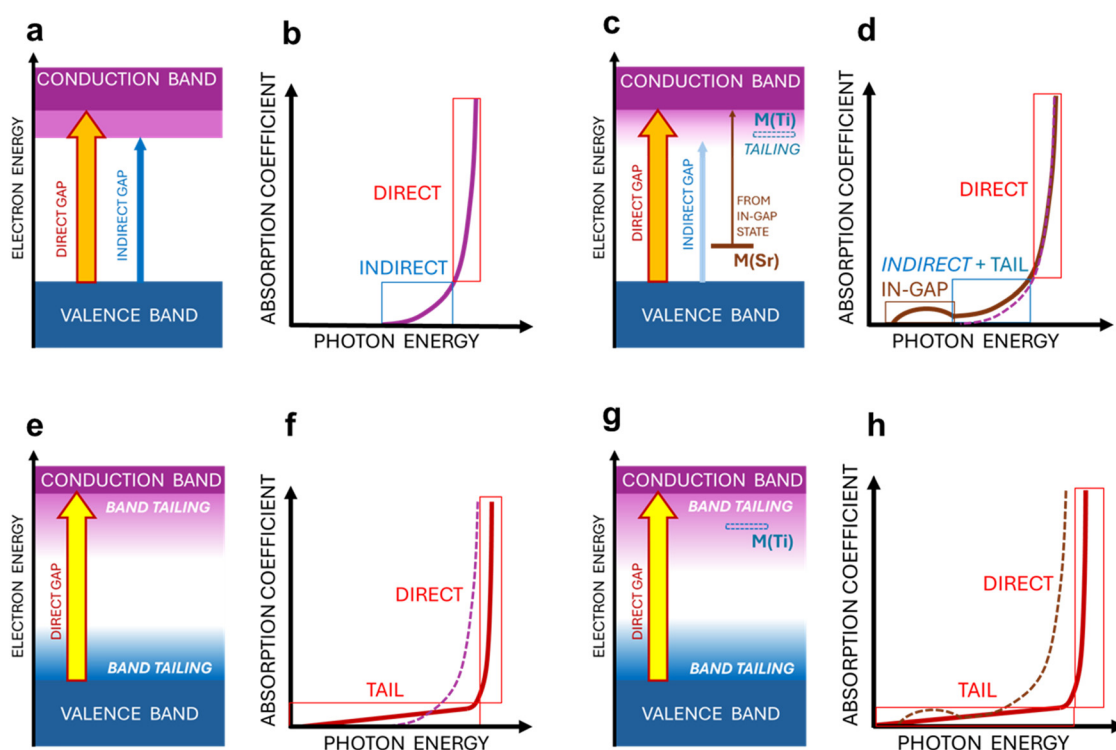 a
CONDUCTION BAND
ELECTRON ENERGY
DIRECT GAP
INDIRECT GAP
VALENCE BAND
b
ABSORPTION COEFFICIENT
DIRECT
INDIRECT
PHOTON ENERGY
c
CONDUCTION BAND
ELECTRON ENERGY
M(Ti)
TAILING
DIRECT GAP
INDIRECT GAP
FROM
IN-GAP
STATE
M(Sr)
VALENCE BAND
d
ABSORPTION COEFFICIENT
DIRECT
INDIRECT + TAIL
IN-GAP
PHOTON ENERGY
e
CONDUCTION BAND
BAND TAILING
ELECTRON ENERGY
DIRECT GAP
BAND TAILING
VALENCE BAND
f
ABSORPTION COEFFICIENT
DIRECT
TAIL
PHOTON ENERGY
g
CONDUCTION BAND
BAND TAILING
M(Ti)
ELECTRON ENERGY
DIRECT GAP
BAND TAILING
VALENCE BAND
h
ABSORPTION COEFFICIENT
DIRECT
TAIL
PHOTON ENERGY